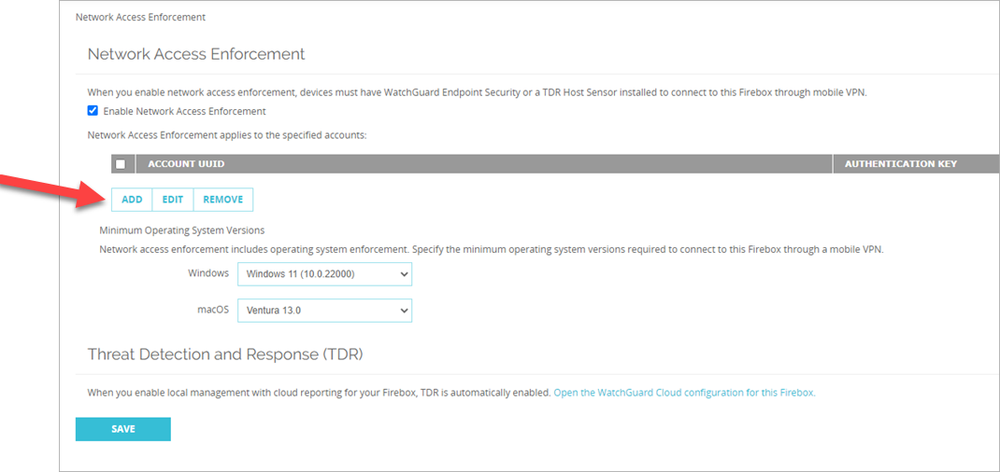 Network Access Enforcement
Network Access Enforcement
When you enable network access enforcement, devices must have WatchGuard Endpoint Security or a TDR Host Sensor installed to connect to this Firebox through mobile VPN.
Enable Network Access Enforcement
Network Access Enforcement applies to the specified accounts:
ACCOUNT UUID AUTHENTICATION KEY
ADD EDIT REMOVE
Minimum Operating System Versions
Network access enforcement includes operating system enforcement. Specify the minimum operating system versions required to connect to this Firebox through a mobile VPN.
Windows Windows 11 (10.0.22000)
macOS Ventura 13.0
Threat Detection and Response (TDR)
When you enable local management with cloud reporting for your Firebox, TDR is automatically enabled. Open the WatchGuard Cloud configuration for this Firebox.
SAVE